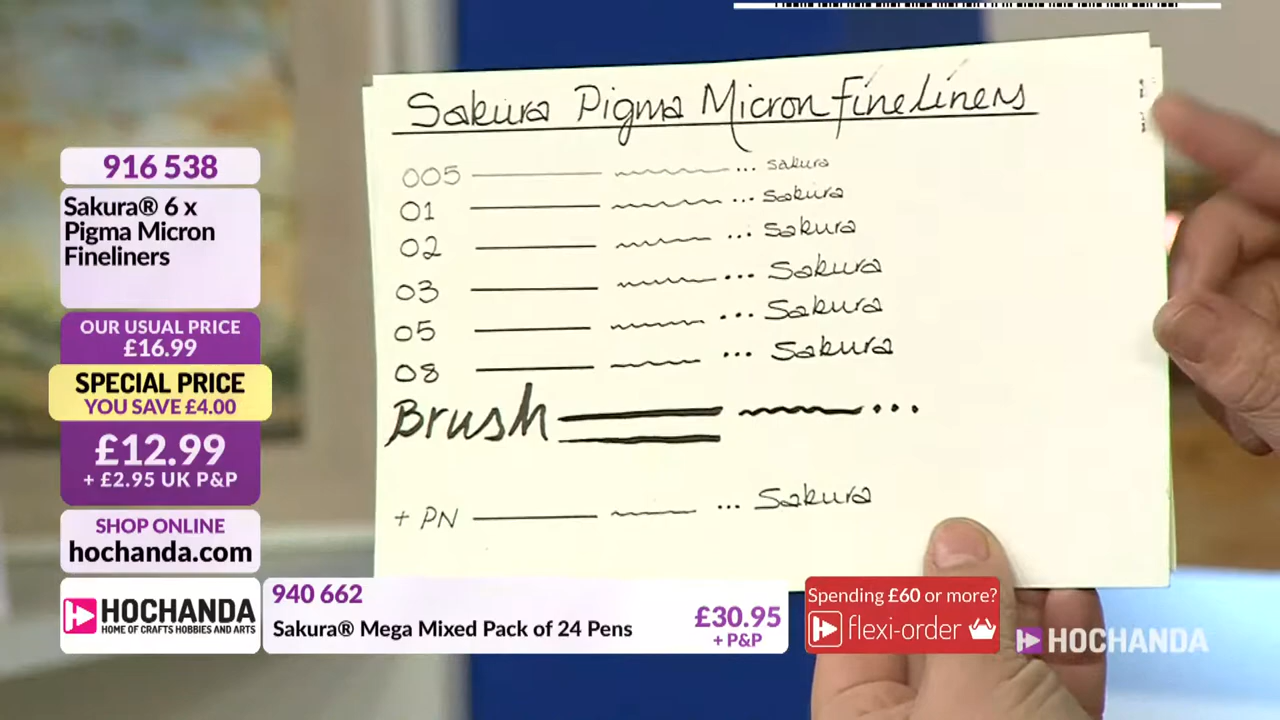 Sakura Pigma Micron fineliners
005 ... sakura
01 ... sakura
02 ... Sakura
03 ... Sakura
05 ... Sakura
08 ... Sakura
Brush ...
+ PN ... Sakura
916 538
Sakura® 6 x
Pigma Micron
Fineliners
OUR USUAL PRICE
£16.99
SPECIAL PRICE
YOU SAVE £4.00
£12.99
+ £2.95 UK P&P
SHOP ONLINE
hochanda.com
HOCHANDA
HOME OF CRAFTS HOBBIES AND ARTS
940 662
Sakura® Mega Mixed Pack of 24 Pens
£30.95
+ P&P
Spending £60 or more?
flexi-order
HOCHANDA